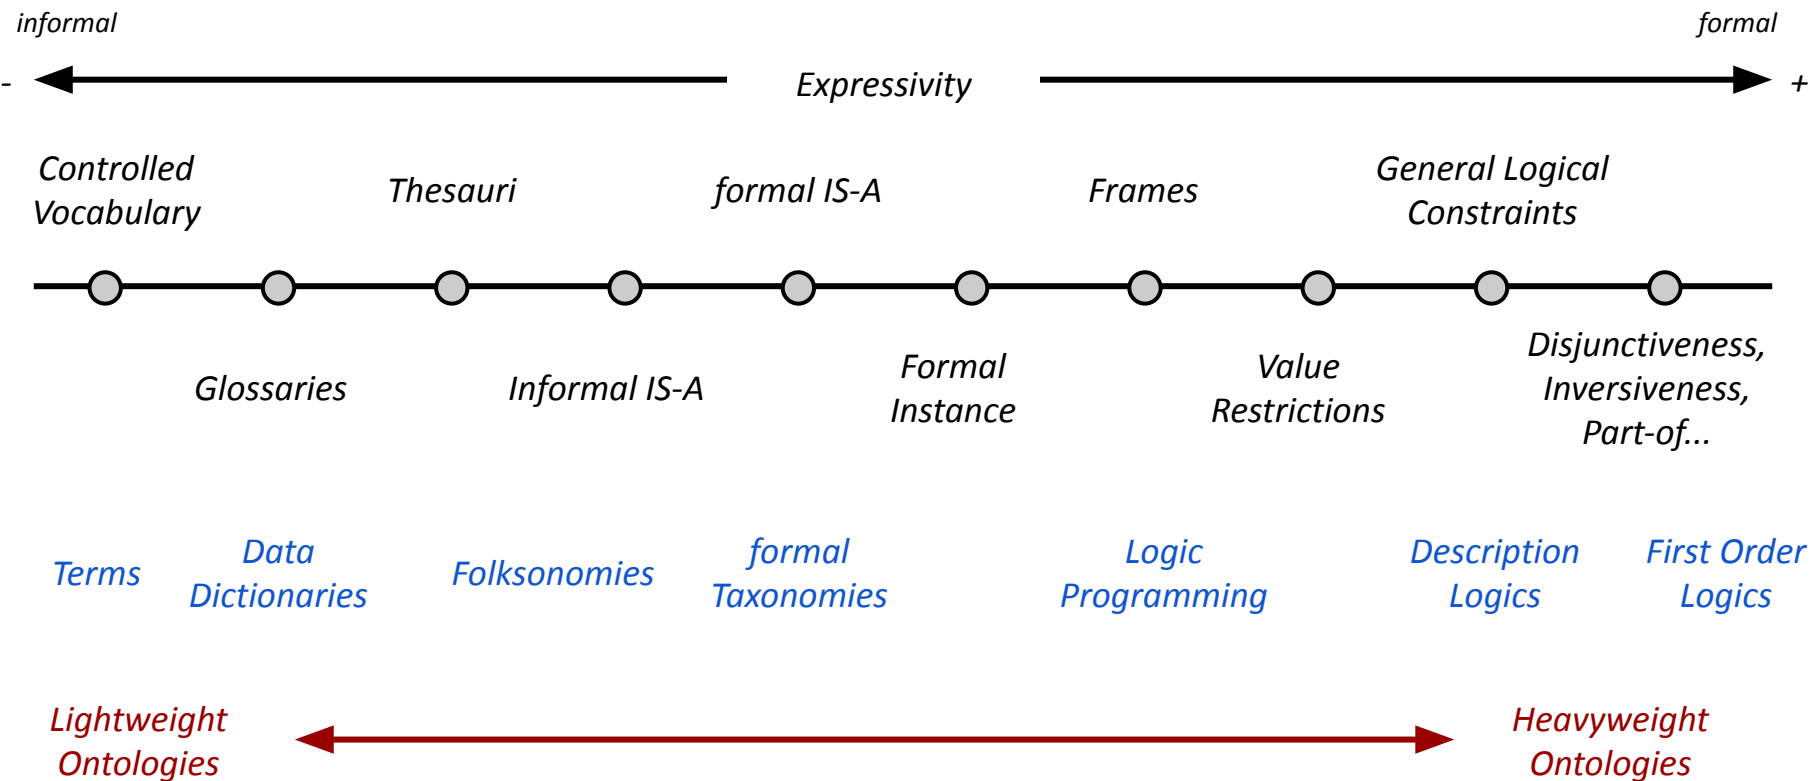 informal
formal
-
Expressivity
+
Controlled
Vocabulary
Thesauri
formal IS-A
Frames
General Logical
Constraints
Glossaries
Informal IS-A
Formal
Instance
Value
Restrictions
Disjunctiveness,
Inversiveness,
Part-of...
Terms
Data
Dictionaries
Folksonomies
formal
Taxonomies
Logic
Programming
Description
Logics
First Order
Logics
Lightweight
Ontologies
Heavyweight
Ontologies